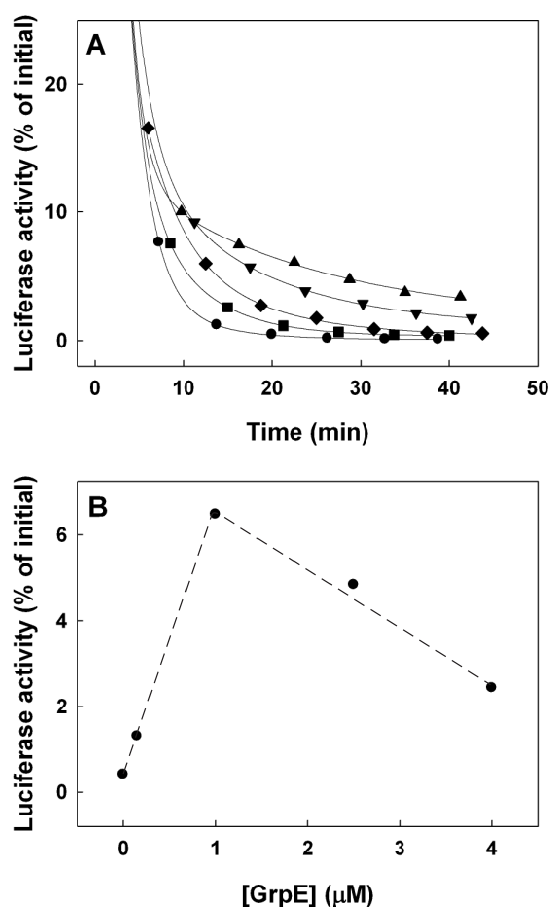 A
Luciferase activity (% of initial)
20
10
0
0 10 20 30 40 50
Time (min)
B
Luciferase activity (% of initial)
6
4
2
0
0 1 2 3 4
[GrpE] (μM)